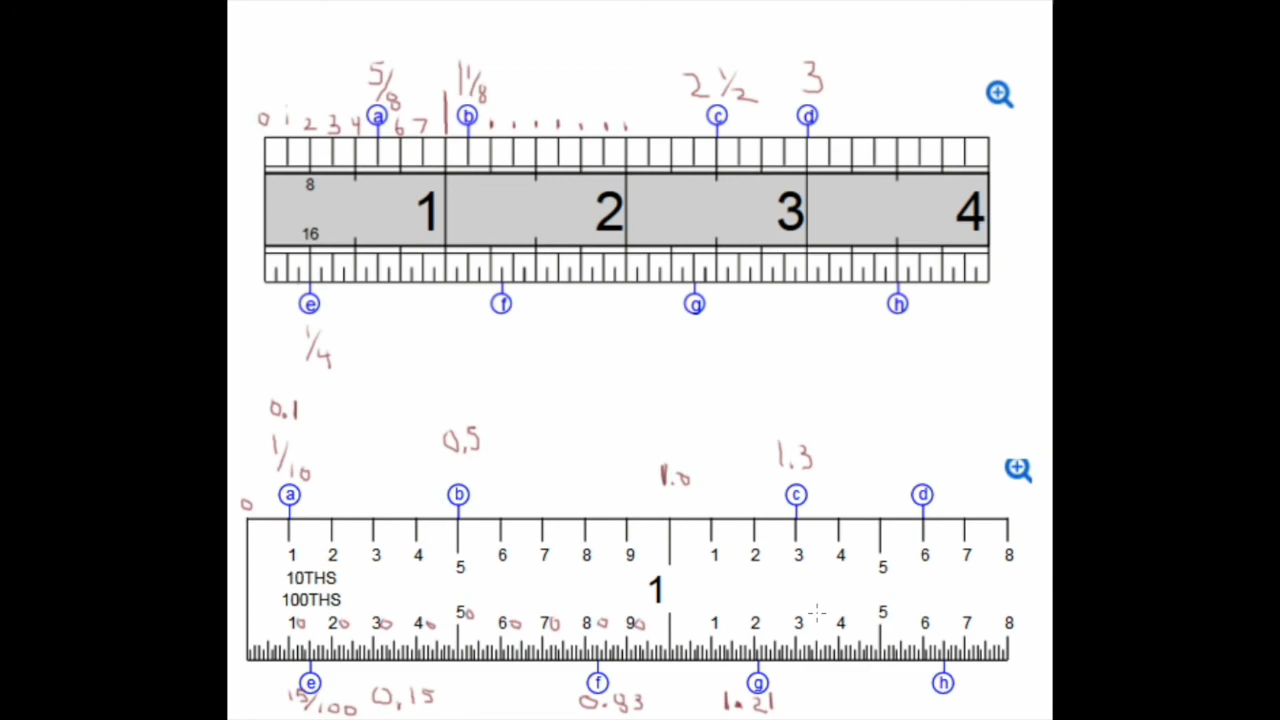 5/8 1 1/8 2 1/2 3
a b c d
0 1 2 3 4 6 7
8
1 2 3 4
16
e f g h
1/4
0.1
1/10 0,5 1.0 1.3
0 a b c d
1 2 3 4 5 6 7 8 9 1 2 3 4 5 6 7 8
10THS
1
100THS
10 20 30 40 50 60 70 80 90 1 2 3 4 5 6 7 8
e f g h
15/100 0,15 0.83 1.21